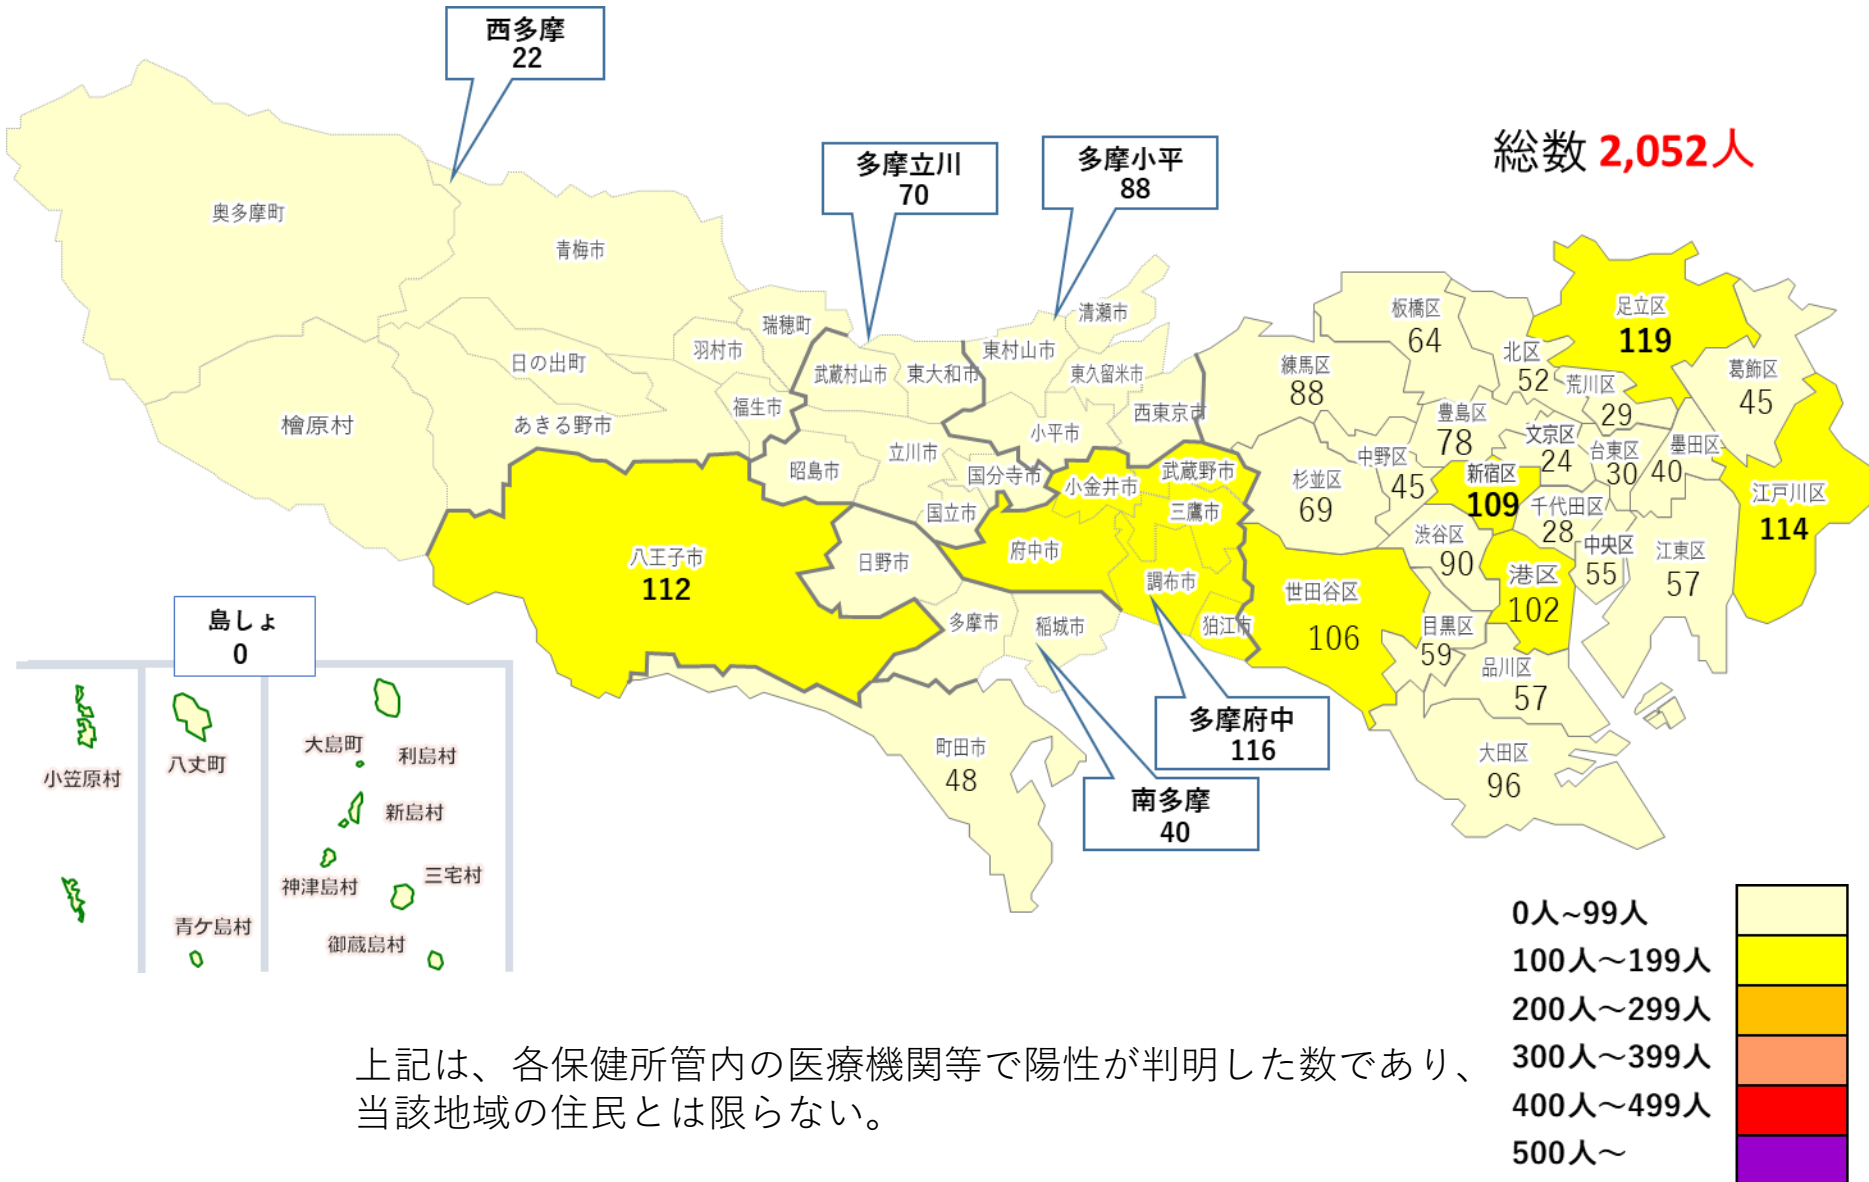 西多摩
22
多摩立川
70
多摩小平
88
総数 2,052人
奥多摩町
青梅市
瑞穂町
羽村市
日の出町
福生市
あきる野市
檜原村
武蔵村山市
東大和市
東村山市
清瀬市
東久留米市
西東京市
小平市
昭島市
立川市
国分寺市
国立市
小金井市
武蔵野市
三鷹市
府中市
調布市
狛江市
八王子市
112
日野市
多摩市
稲城市
町田市
48
多摩府中
116
南多摩
40
板橋区
64
練馬区
88
北区
52
足立区
119
荒川区
29
葛飾区
45
豊島区
78
文京区
24
台東区
30
墨田区
40
江戸川区
114
中野区
45
杉並区
69
新宿区
109
千代田区
28
渋谷区
90
中央区
55
江東区
57
港区
102
世田谷区
106
目黒区
59
品川区
57
大田区
96
島しょ
0
小笠原村
八丈町
青ケ島村
大島町
利島村
新島村
神津島村
三宅村
御蔵島村
0人~99人
100人～199人
200人～299人
300人～399人
400人～499人
500人～
上記は、各保健所管内の医療機関等で陽性が判明した数であり、
当該地域の住民とは限らない。